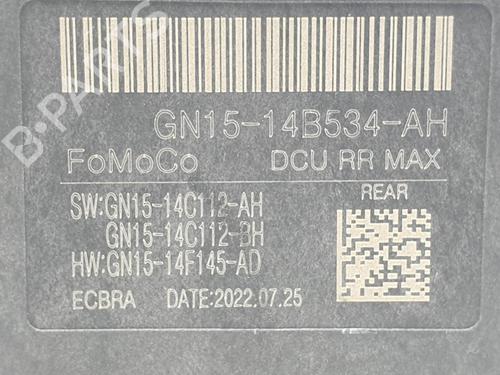 GN15-14B534-AH
FoMoCo DCU RR MAX
SW:GN15-14C112-AH REAR
GN15-14C112-BH
HW:GN15-14F145-AD
ECBRA DATE:2022.07.25
B-PARTS